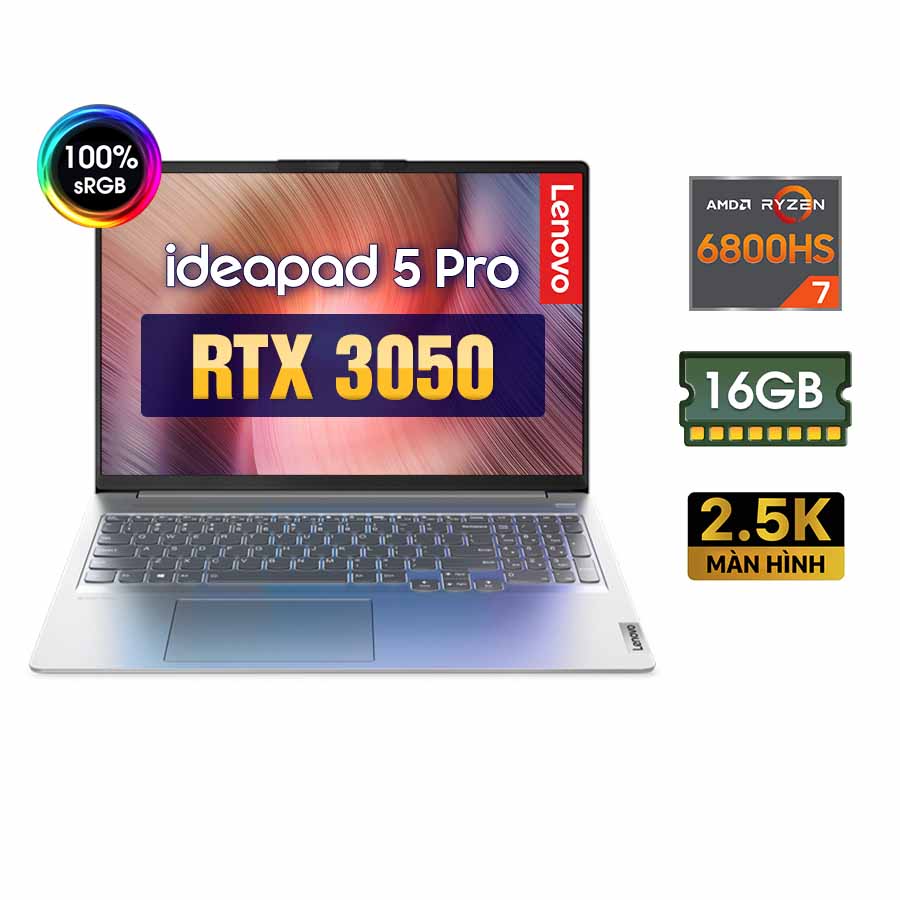 100%
sRGB
Lenovo
ideapad 5 Pro
RTX 3050
AMD RYZEN
6800HS
7
16GB
2.5K
MÀN HÌNH
Lenovo